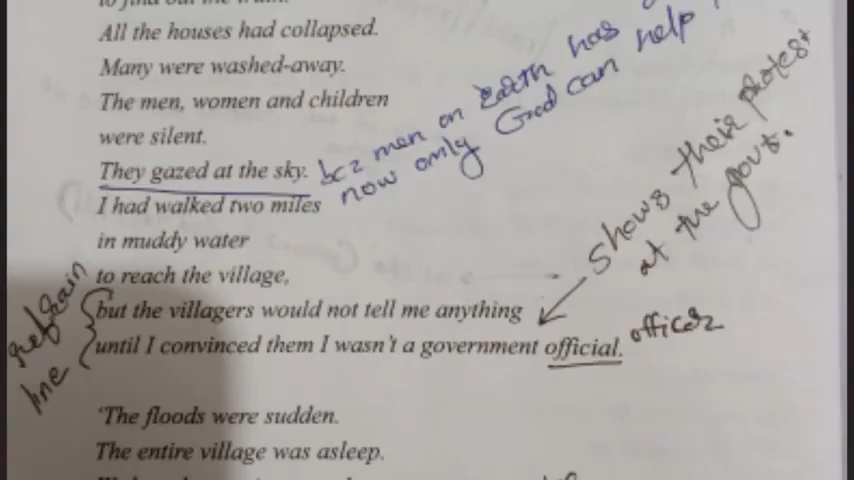 All the houses had collapsed.
Many were washed-away.
The men, women and children
were silent.
They gazed at the sky. bcz men on Earth has
now only God can help
I had walked two miles
in muddy water
to reach the village,
but the villagers would not tell me anything
until I convinced them I wasn't a government official. officer
shows their protest
at the govt.
Refrain
line
'The floods were sudden.
The entire village was asleep.